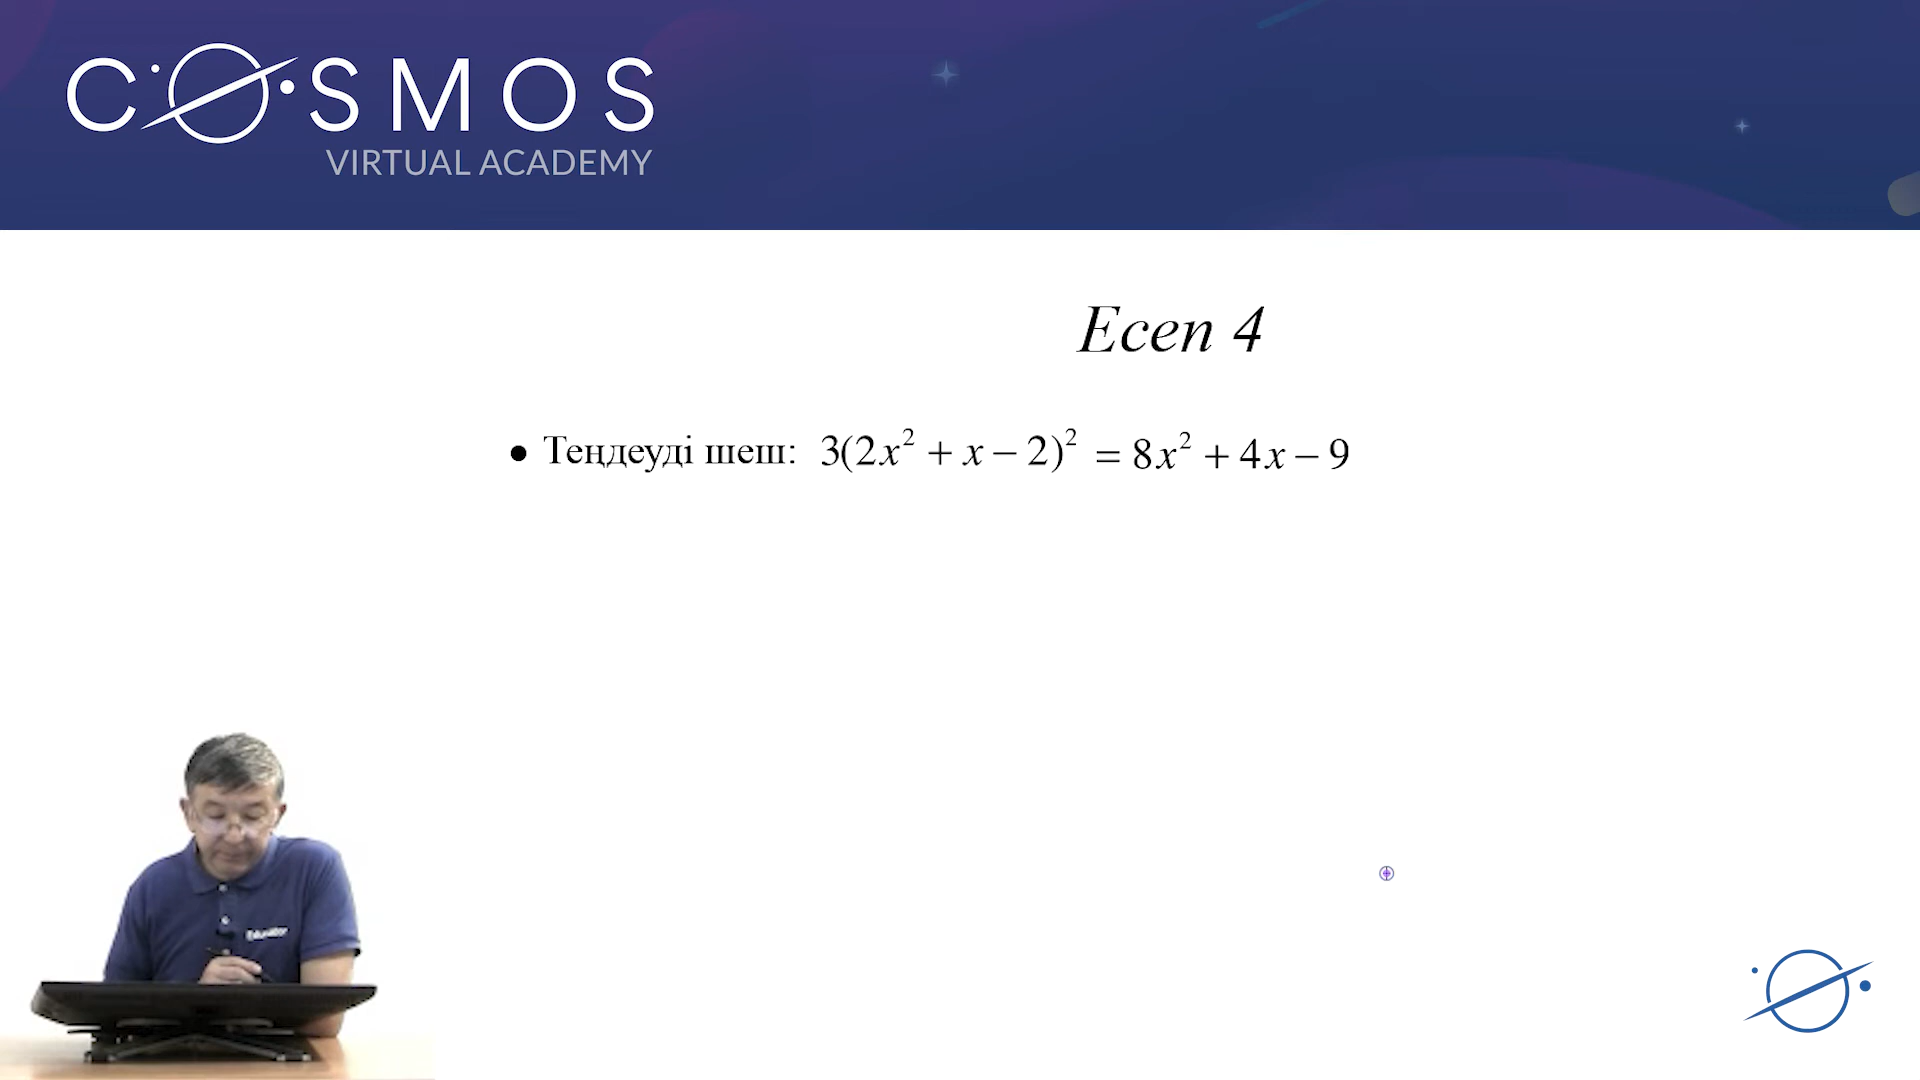 COSMOS
VIRTUAL ACADEMY
Есеп 4
• Теңдеуді шеш: 3(2x² + x − 2)² = 8x² + 4x − 9